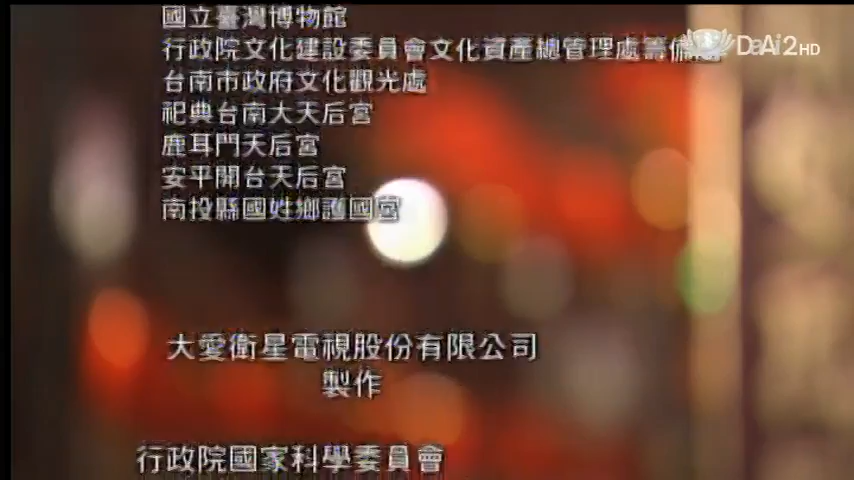 國立臺灣博物館
DaAi2HD
行政院文化建設委員會文化資產總管理處籌備處
台南市政府文化觀光處
祀典台南大天后宮
鹿耳門天后宮
安平開台天后宮
南投縣國姓鄉護國宮
大愛衛星電視股份有限公司
製作
行政院國家科學委員會